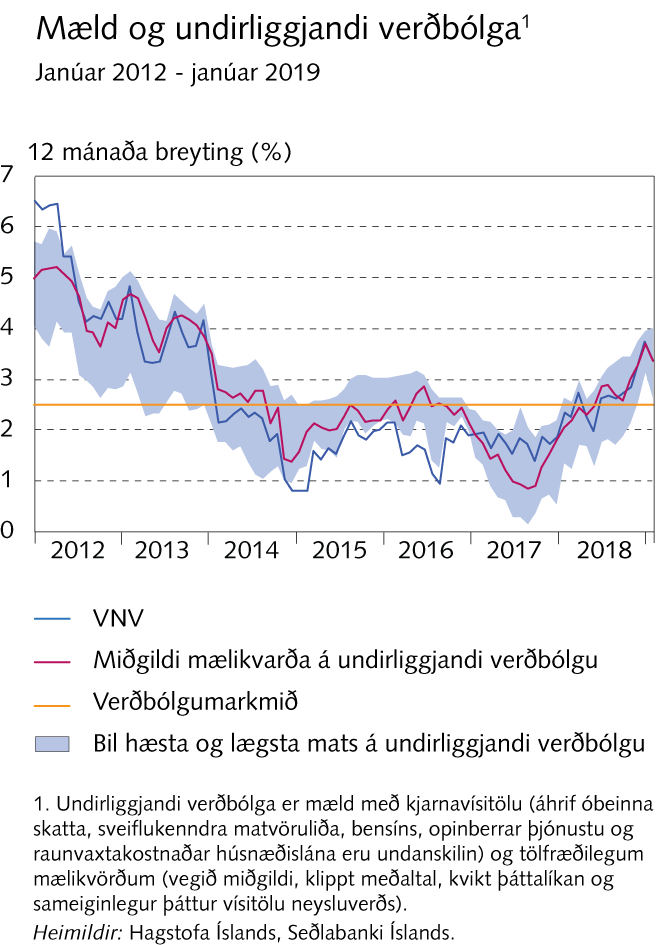 Mæld og undirliggjandi verðbólga¹
Janúar 2012 - janúar 2019
12 mánaða breyting (%)
7
6
5
4
3
2
1
0
2012 2013 2014 2015 2016 2017 2018
VNV
Miðgildi mælikvarða á undirliggjandi verðbólgu
Verðbólgumarkmið
Bil hæsta og lægsta mats á undirliggjandi verðbólgu
1. Undirliggjandi verðbólga er mæld með kjarnavísitölu (áhrif óbeinna
skatta, sveiflukenndra matvöruliða, bensíns, opinberrar þjónustu og
raunvaxtakostnaðar húsnæðislána eru undanskilin) og tölfræðilegum
mælikvörðum (vegið miðgildi, klippt meðaltal, kvikt þáttalíkan og
sameiginlegur þáttur vísitölu neysluverðs).
Heimildir: Hagstofa Íslands, Seðlabanki Íslands.